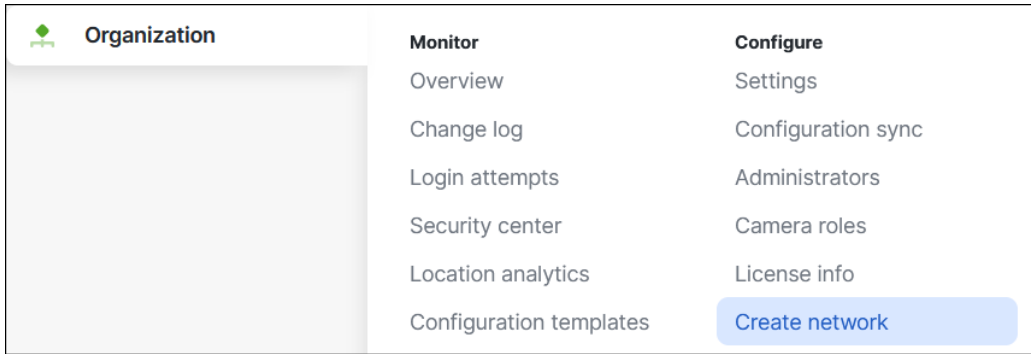 Organization
Monitor
Overview
Change log
Login attempts
Security center
Location analytics
Configuration templates
Configure
Settings
Configuration sync
Administrators
Camera roles
License info
Create network